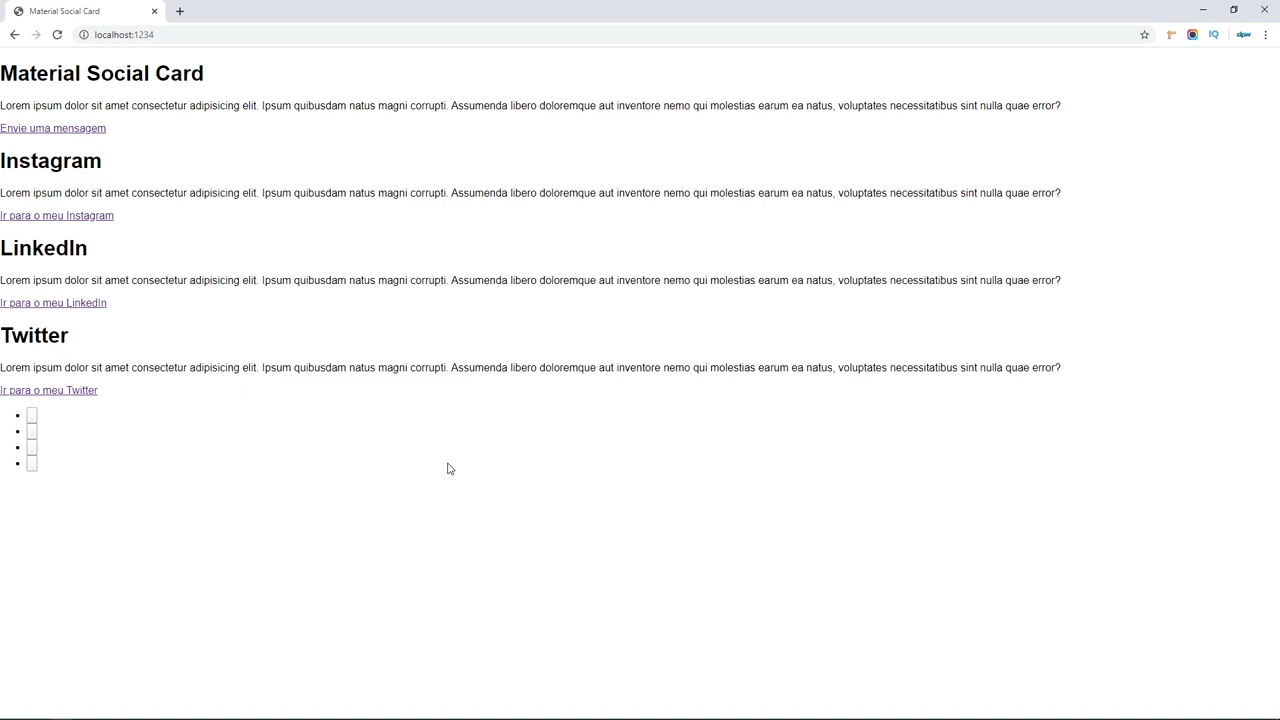 Material Social Card
localhost:1234
IQ
dpw
Material Social Card
Lorem ipsum dolor sit amet consectetur adipisicing elit. Ipsum quibusdam natus magni corrupti. Assumenda libero doloremque aut inventore nemo qui molestias earum ea natus, voluptates necessitatibus sint nulla quae error?
Envie uma mensagem
Instagram
Lorem ipsum dolor sit amet consectetur adipisicing elit. Ipsum quibusdam natus magni corrupti. Assumenda libero doloremque aut inventore nemo qui molestias earum ea natus, voluptates necessitatibus sint nulla quae error?
Ir para o meu Instagram
LinkedIn
Lorem ipsum dolor sit amet consectetur adipisicing elit. Ipsum quibusdam natus magni corrupti. Assumenda libero doloremque aut inventore nemo qui molestias earum ea natus, voluptates necessitatibus sint nulla quae error?
Ir para o meu LinkedIn
Twitter
Lorem ipsum dolor sit amet consectetur adipisicing elit. Ipsum quibusdam natus magni corrupti. Assumenda libero doloremque aut inventore nemo qui molestias earum ea natus, voluptates necessitatibus sint nulla quae error?
Ir para o meu Twitter